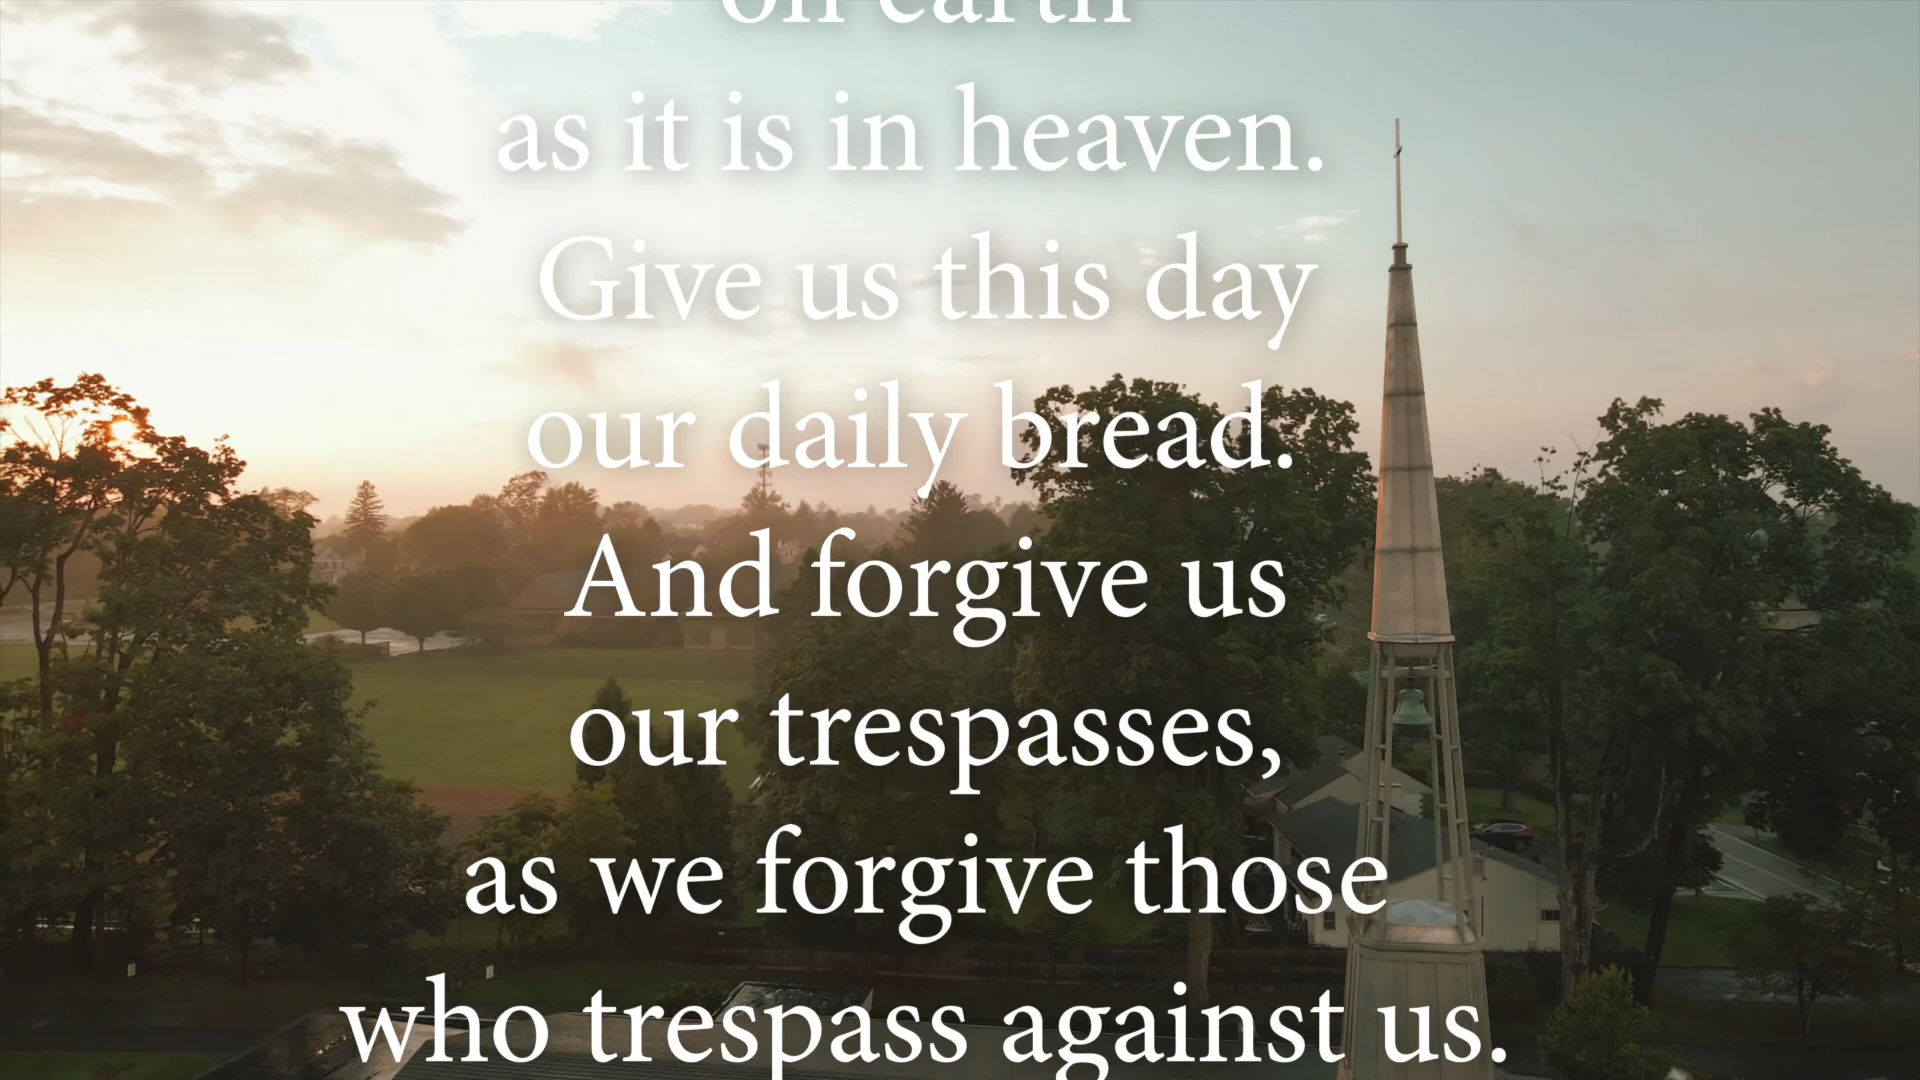 on earth
as it is in heaven.
Give us this day
our daily bread.
And forgive us
our trespasses,
as we forgive those
who trespass against us.